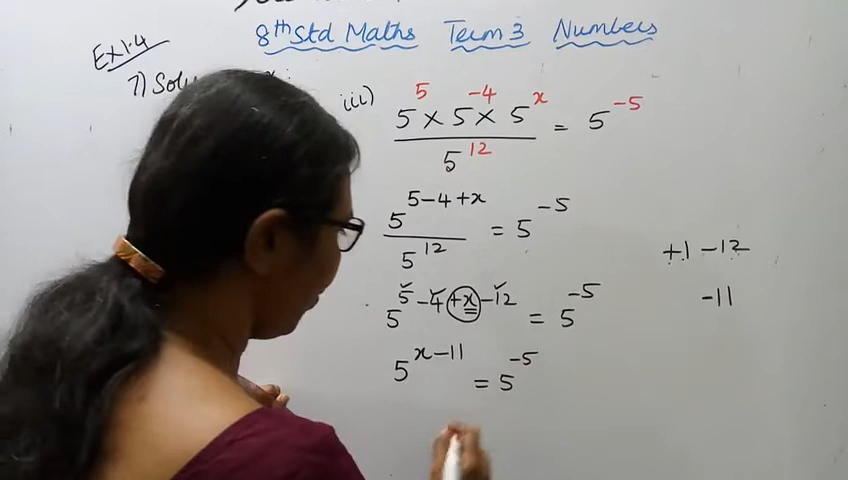 8th Std Maths Term 3 Numbers
Ex 1.4
7) Solve
iii) 5^5 × 5^-4 × 5^x / 5^12 = 5^-5
5^5-4+x / 5^12 = 5^-5
+1 -12
5^5-4+x-12 = 5^-5
-11
5^x-11 = 5^-5